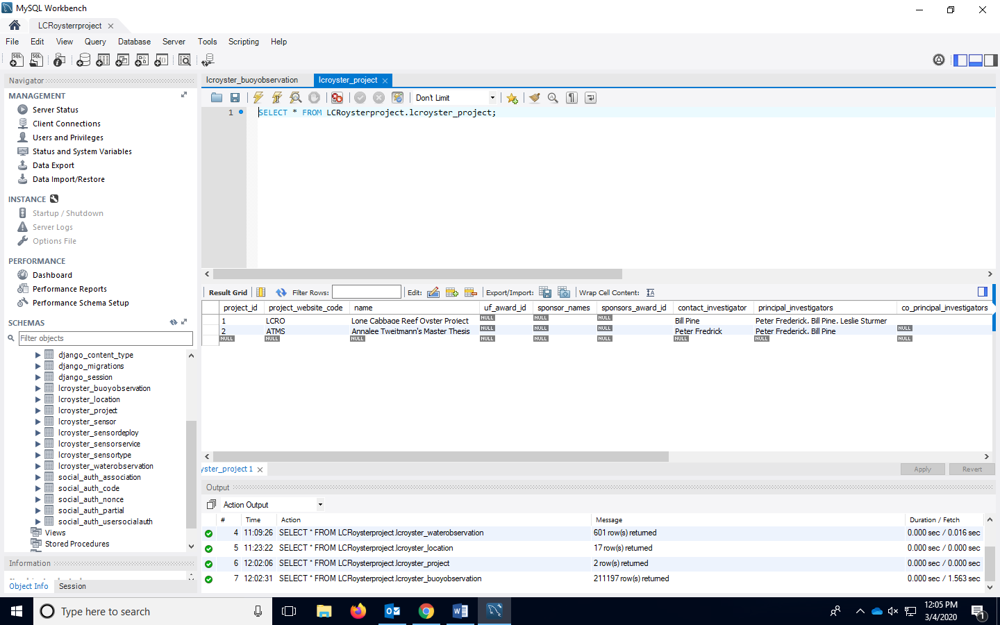 MySQL Workbench
LCRoysterrproject
File Edit View Query Database Server Tools Scripting Help
Navigator
MANAGEMENT
Server Status
Client Connections
Users and Privileges
Status and System Variables
Data Export
Data Import/Restore
INSTANCE
Startup / Shutdown
Server Logs
Options File
PERFORMANCE
Dashboard
Performance Reports
Performance Schema Setup
SCHEMAS
Filter objects
django_content_type
django_migrations
django_session
lcroyster_buoyobservation
lcroyster_location
lcroyster_project
lcroyster_sensor
lcroyster_sensordeploy
lcroyster_sensorservice
lcroyster_sensortype
lcroyster_waterobservation
social_auth_association
social_auth_code
social_auth_nonce
social_auth_partial
social_auth_usersocialauth
Views
Stored Procedures
Information
Object Info Session
lcroyster_buoyobservation lcroyster_project
Don't Limit
1 SELECT * FROM LCRoysterproject.lcroyster_project;
Result Grid Filter Rows: Edit: Export/Import: Wrap Cell Content:
project_id project_website_code name uf_award_id sponsor_names sponsors_award_id contact_investigator principal_investigators co_principal_investigators
1 LCRO Lone Cabbage Reef Oyster Project NULL NULL NULL Bill Pine Peter Frederick, Bill Pine, Leslie Sturmer
2 ATMS Annalee Tweitmann's Master Thesis NULL NULL NULL Peter Fredrick Peter Frederick, Bill Pine NULL
NULL NULL NULL NULL NULL NULL NULL NULL NULL
yster_project 1
Apply Revert
Output
Action Output
# Time Action Message Duration / Fetch
4 11:09:26 SELECT * FROM LCRoysterproject.lcroyster_waterobservation 601 row(s) returned 0.000 sec / 0.016 sec
5 11:23:22 SELECT * FROM LCRoysterproject.lcroyster_location 17 row(s) returned 0.000 sec / 0.000 sec
6 12:02:06 SELECT * FROM LCRoysterproject.lcroyster_project 2 row(s) returned 0.000 sec / 0.000 sec
7 12:02:31 SELECT * FROM LCRoysterproject.lcroyster_buoyobservation 211197 row(s) returned 0.000 sec / 1.563 sec
Type here to search
12:05 PM
3/4/2020
1